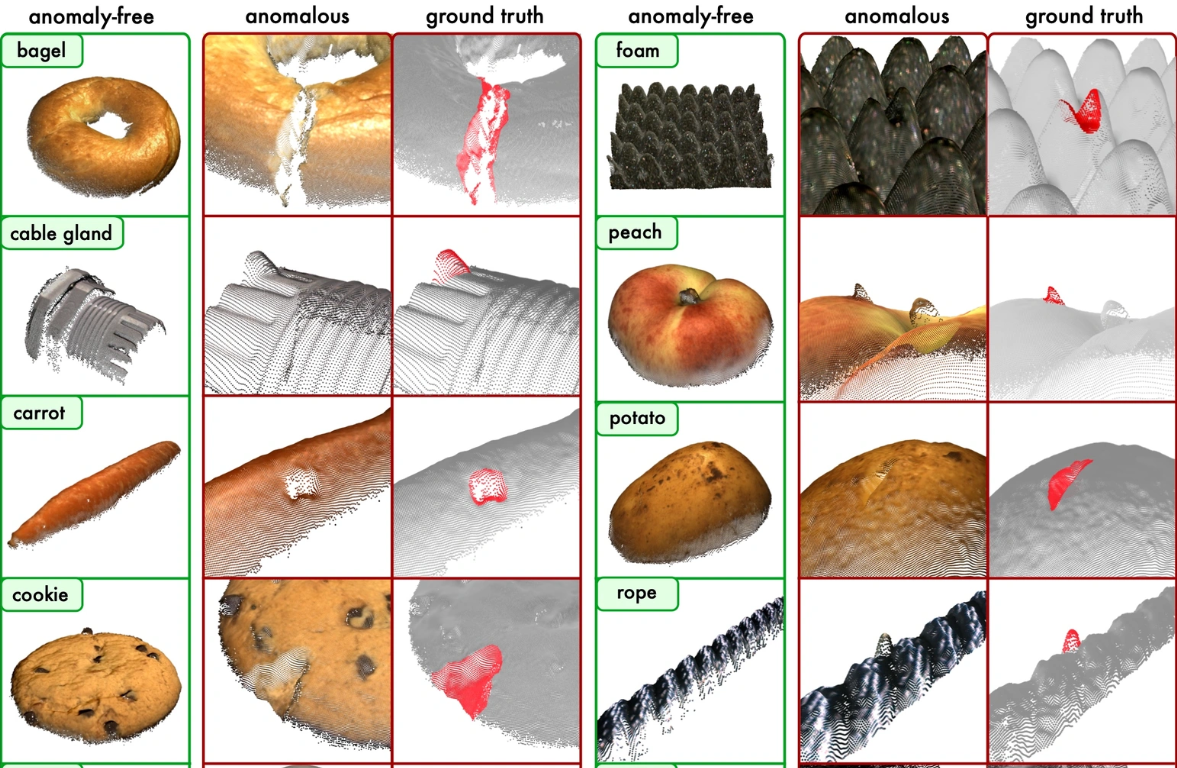 anomaly-free anomalous ground truth anomaly-free anomalous ground truth
bagel
foam
cable gland
peach
carrot
potato
cookie
rope